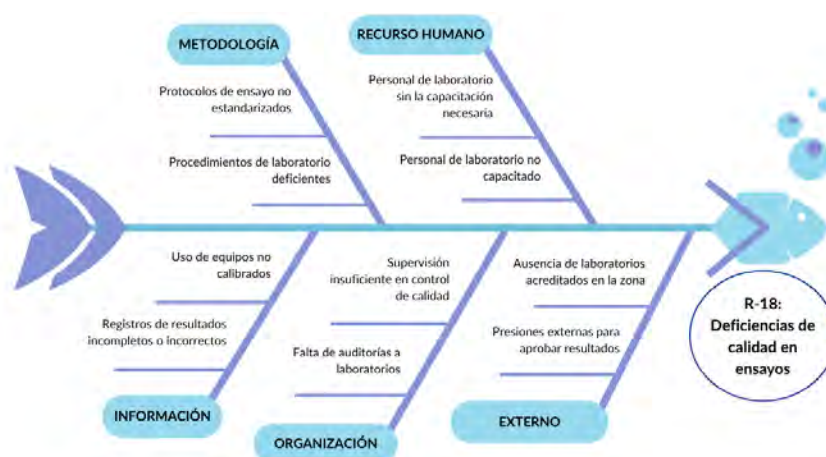 METODOLOGÍA
RECURSO HUMANO
Protocolos de ensayo no
estandarizados
Procedimientos de laboratorio
deficientes
Personal de laboratorio
sin la capacitación
necesaria
Personal de laboratorio no
capacitado
Uso de equipos no
calibrados
Registros de resultados
incompletos o incorrectos
INFORMACIÓN
Supervisión
insuficiente en control
de calidad
Falta de auditorías a
laboratorios
ORGANIZACIÓN
Ausencia de laboratorios
acreditados en la zona
Presiones externas para
aprobar resultados
EXTERNO
R-18:
Deficiencias de
calidad en
ensayos